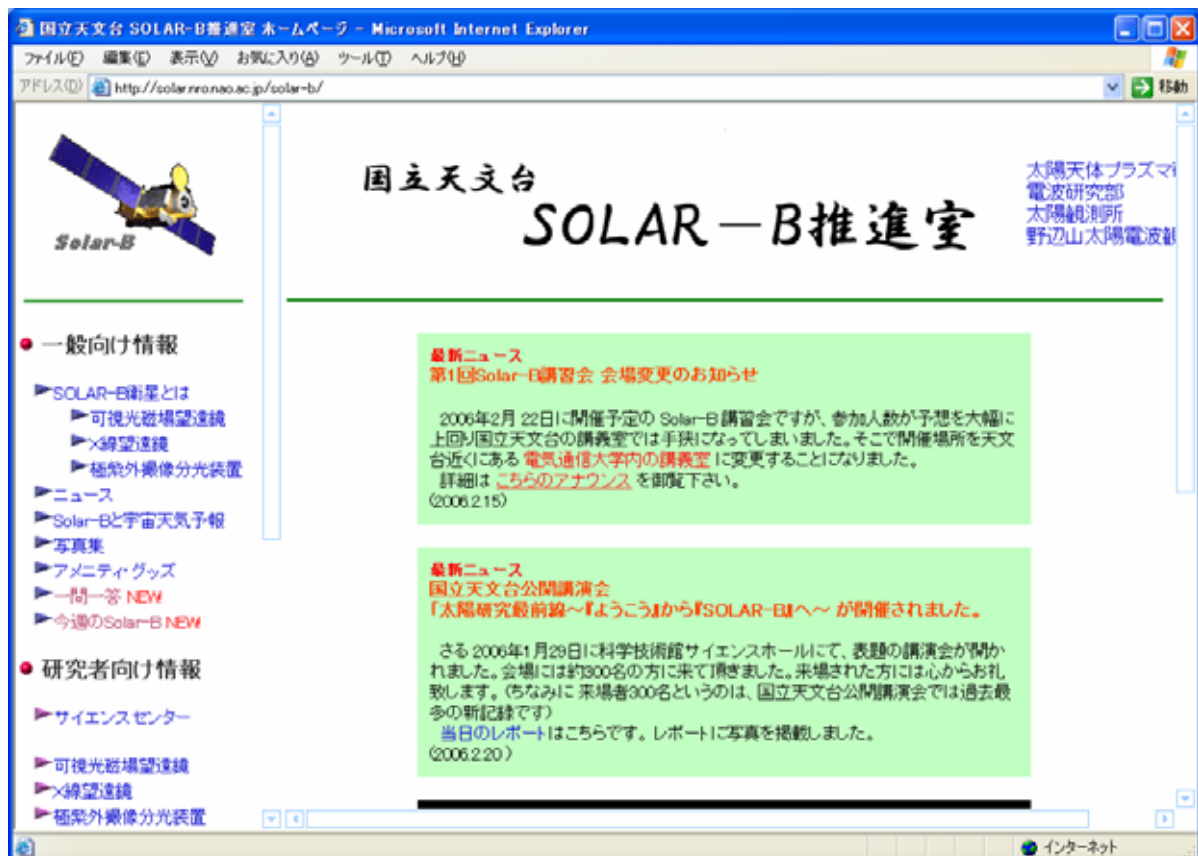 国立天文台 SOLAR-B推進室 ホームページ - Microsoft Internet Explorer
ファイル(F) 編集(E) 表示(V) お気に入り(A) ツール(T) ヘルプ(H)
アドレス(D) http://solar.nro.nao.ac.jp/solar-b/ 移動
Solar-B
一般向け情報
SOLAR-B衛星とは
可視光磁場望遠鏡
X線望遠鏡
極紫外撮像分光装置
ニュース
Solar-Bと宇宙天気予報
写真集
アメニティ・グッズ
一問一答 NEW
今週のSolar-B NEW
研究者向け情報
サイエンスセンター
可視光磁場望遠鏡
X線望遠鏡
極紫外撮像分光装置
国立天文台
SOLAR-B推進室
太陽天体プラズマ
電波研究部
太陽観測所
野辺山太陽電波観
最新ニュース
第1回Solar-B講習会 会場変更のお知らせ
2006年2月 22日に開催予定の Solar-B 講習会ですが、参加人数が予想を大幅に
上回り国立天文台の講義室では手狭になってしまいました。そこで開催場所を天文
台近くにある 電気通信大学内の講義室 に変更することになりました。
詳細は こちらのアナウンス を御覧下さい。
(2006.2.15)
最新ニュース
国立天文台公開講演会
「太陽研究最前線~『ようこう』から『SOLAR-B』へ~ が開催されました。
さる 2006年1月29日に科学技術館サイエンスホールにて、表題の講演会が開か
れました。会場には約300名の方に来て頂きました。来場された方には心からお礼
致します。(ちなみに 来場者300名というのは、国立天文台公開講演会では過去最
多の新記録です)
当日のレポートはこちらです。レポートに写真を掲載しました。
(2006.2.20 )
インターネット